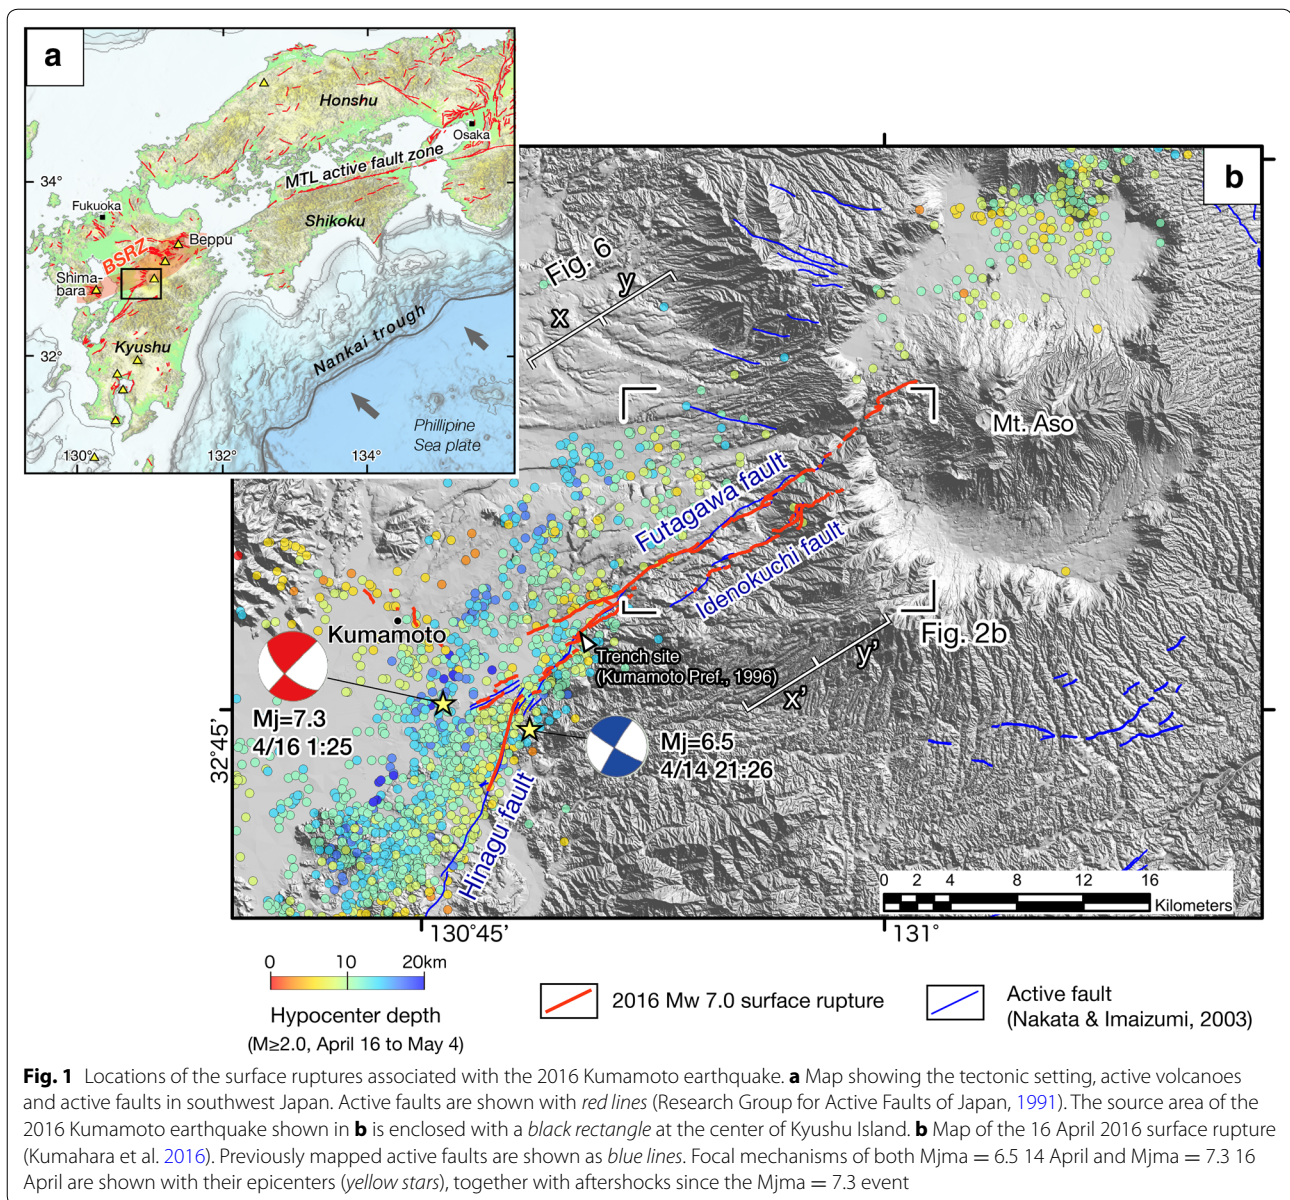 a
Honshu
Osaka
MTL active fault zone
34°
Fukuoka
Shikoku
Beppu
BSRZ
Shima-
bara
Kyushu
32°
Nankai trough
Phillipine
Sea plate
130°
132°
134°
b
Fig. 6
y
x
Mt. Aso
Futagawa fault
Idenokuchi fault
Fig. 2b
Kumamoto
Trench site
(Kumamoto Pref., 1996)
y'
x'
Mj=7.3
4/16 1:25
Mj=6.5
4/14 21:26
32°45'
Hinagu fault
0 2 4 8 12 16
Kilometers
130°45'
131°
0 10 20km
Hypocenter depth
(M≥2.0, April 16 to May 4)
2016 Mw 7.0 surface rupture
Active fault
(Nakata & Imaizumi, 2003)
Fig. 1 Locations of the surface ruptures associated with the 2016 Kumamoto earthquake. a Map showing the tectonic setting, active volcanoes
and active faults in southwest Japan. Active faults are shown with red lines (Research Group for Active Faults of Japan, 1991). The source area of the
2016 Kumamoto earthquake shown in b is enclosed with a black rectangle at the center of Kyushu Island. b Map of the 16 April 2016 surface rupture
(Kumahara et al. 2016). Previously mapped active faults are shown as blue lines. Focal mechanisms of both Mjma = 6.5 14 April and Mjma = 7.3 16
April are shown with their epicenters (yellow stars), together with aftershocks since the Mjma = 7.3 event